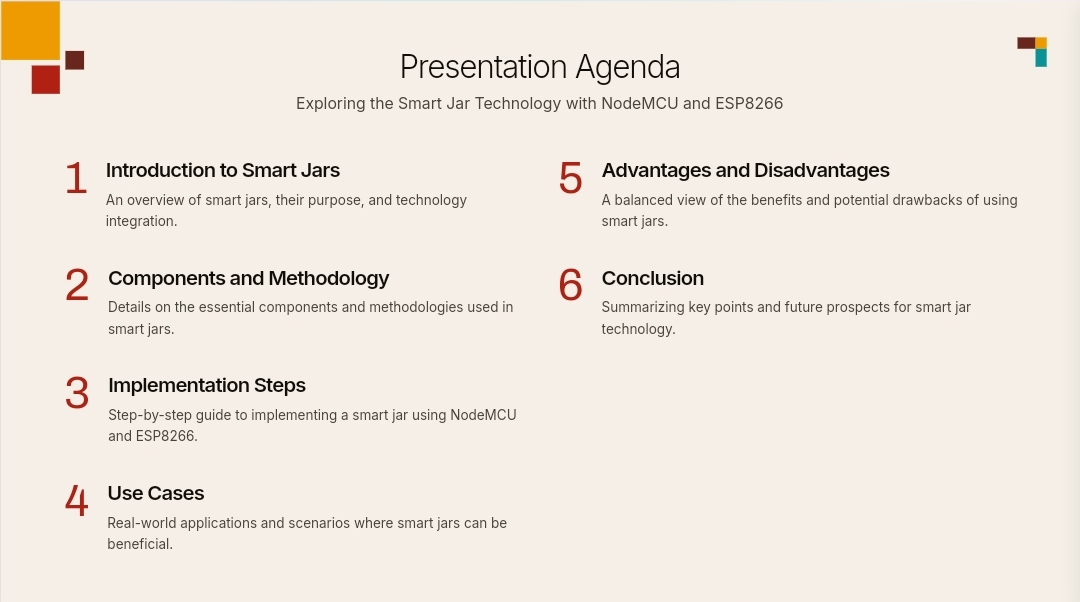 Presentation Agenda
Exploring the Smart Jar Technology with NodeMCU and ESP8266
1 Introduction to Smart Jars
An overview of smart jars, their purpose, and technology
integration.
2 Components and Methodology
Details on the essential components and methodologies used in
smart jars.
3 Implementation Steps
Step-by-step guide to implementing a smart jar using NodeMCU
and ESP8266.
4 Use Cases
Real-world applications and scenarios where smart jars can be
beneficial.
5 Advantages and Disadvantages
A balanced view of the benefits and potential drawbacks of using
smart jars.
6 Conclusion
Summarizing key points and future prospects for smart jar
technology.